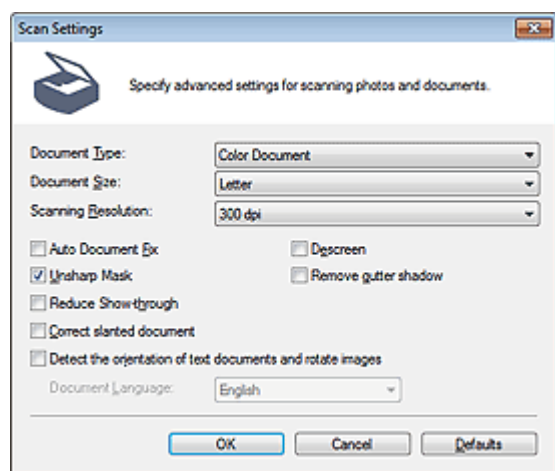 Scan Settings
Specify advanced settings for scanning photos and documents.
Document Type: Color Document
Document Size: Letter
Scanning Resolution: 300 dpi
Auto Document Fix Descreen
Unsharp Mask Remove gutter shadow
Reduce Show-through
Correct slanted document
Detect the orientation of text documents and rotate images
Document Language: English
OK Cancel Defaults